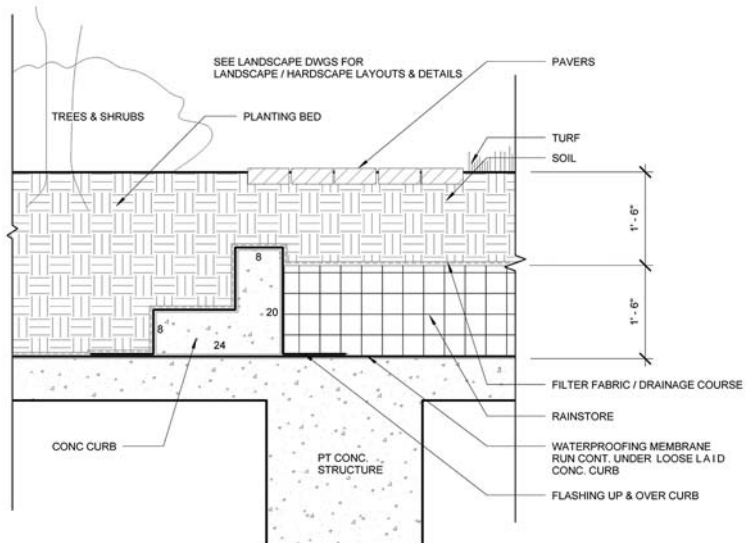 SEE LANDSCAPE DWGS FOR
LANDSCAPE / HARDSCAPE LAYOUTS & DETAILS
PAVERS
TREES & SHRUBS
PLANTING BED
TURF
SOIL
1' - 6"
8
20
8
24
1' - 6"
FILTER FABRIC / DRAINAGE COURSE
RAINSTORE
CONC CURB
PT CONC.
STRUCTURE
WATERPROOFING MEMBRANE
RUN CONT. UNDER LOOSE LAID
CONC. CURB
FLASHING UP & OVER CURB